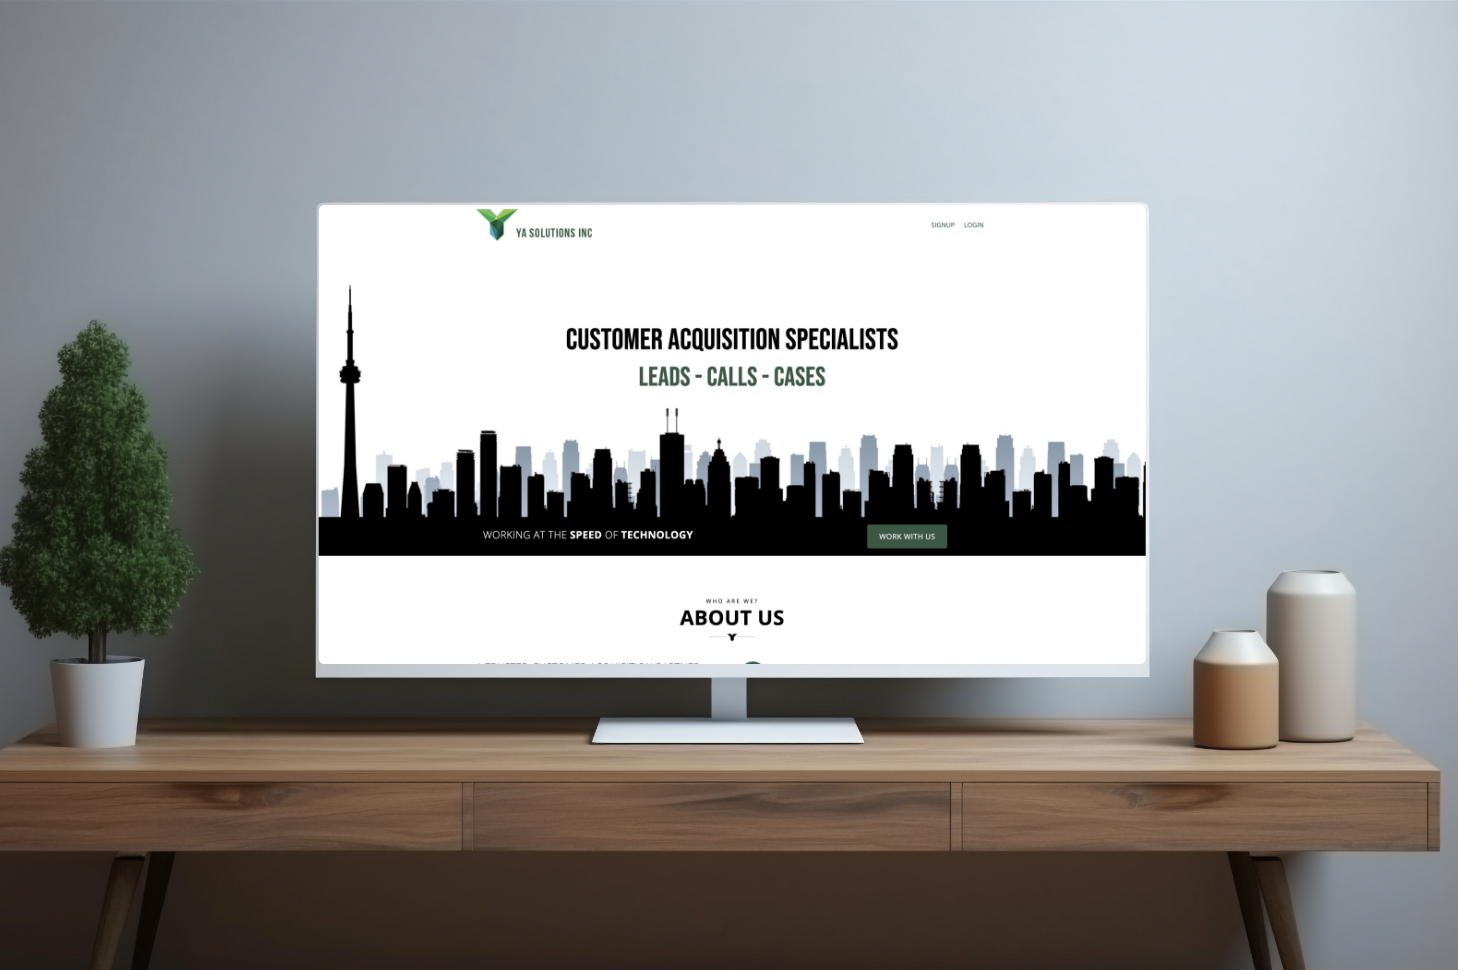 YA SOLUTIONS INC
SIGNUP LOGIN
CUSTOMER ACQUISITION SPECIALISTS
LEADS - CALLS - CASES
WORKING AT THE SPEED OF TECHNOLOGY
WORK WITH US
WHO ARE WE?
ABOUT US